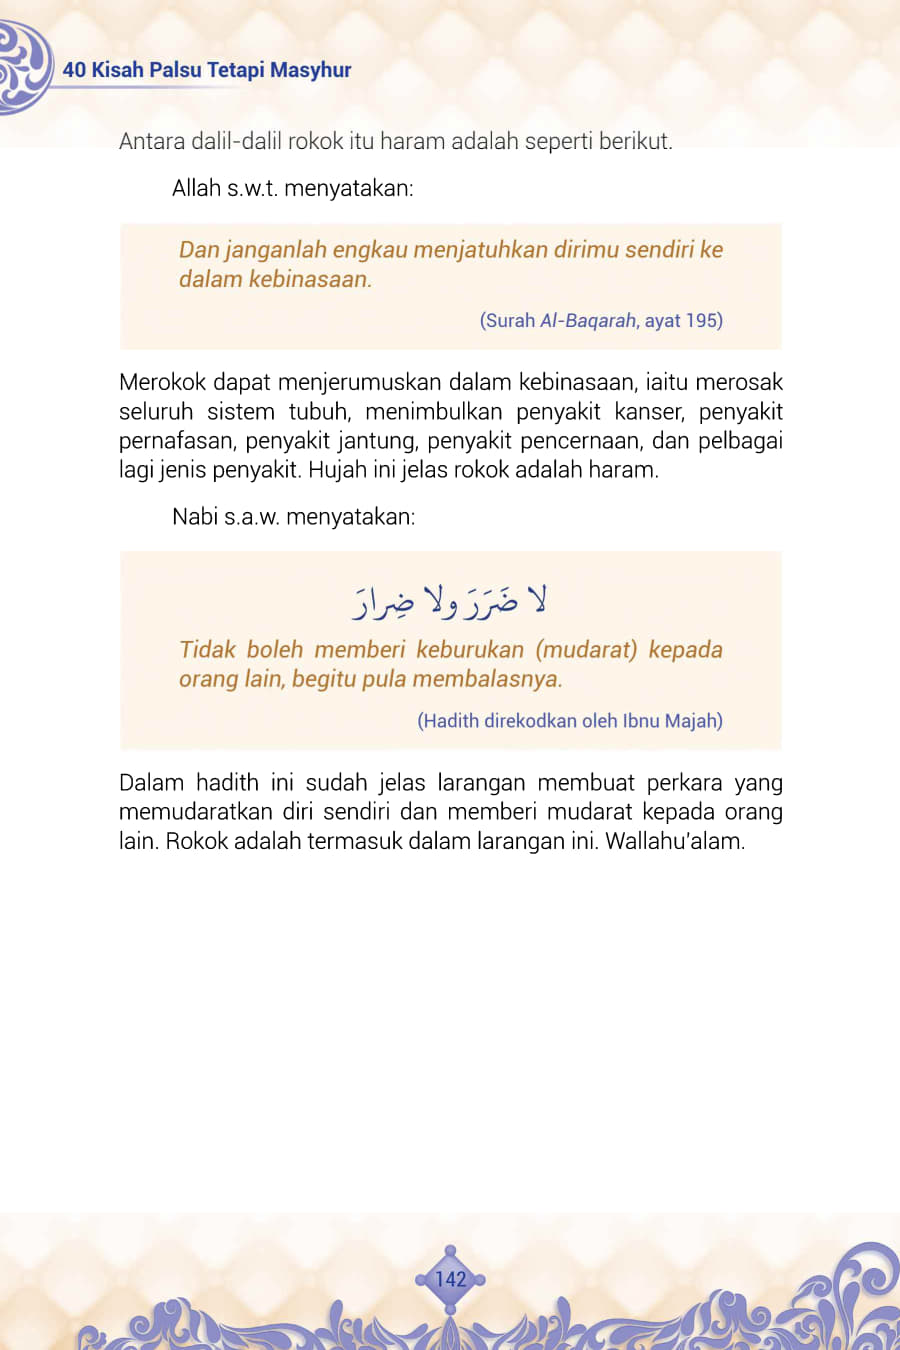 40 Kisah Palsu Tetapi Masyhur
Antara dalil-dalil rokok itu haram adalah seperti berikut.
Allah s.w.t. menyatakan:
Dan janganlah engkau menjatuhkan dirimu sendiri ke
dalam kebinasaan.
(Surah Al-Baqarah, ayat 195)
Merokok dapat menjerumuskan dalam kebinasaan, iaitu merosak
seluruh sistem tubuh, menimbulkan penyakit kanser, penyakit
pernafasan, penyakit jantung, penyakit pencernaan, dan pelbagai
lagi jenis penyakit. Hujah ini jelas rokok adalah haram.
Nabi s.a.w. menyatakan:
لا ضَرَرَ ولا ضِرارَ
Tidak boleh memberi keburukan (mudarat) kepada
orang lain, begitu pula membalasnya.
(Hadith direkodkan oleh Ibnu Majah)
Dalam hadith ini sudah jelas larangan membuat perkara yang
memudaratkan diri sendiri dan memberi mudarat kepada orang
lain. Rokok adalah termasuk dalam larangan ini. Wallahu’alam.
142